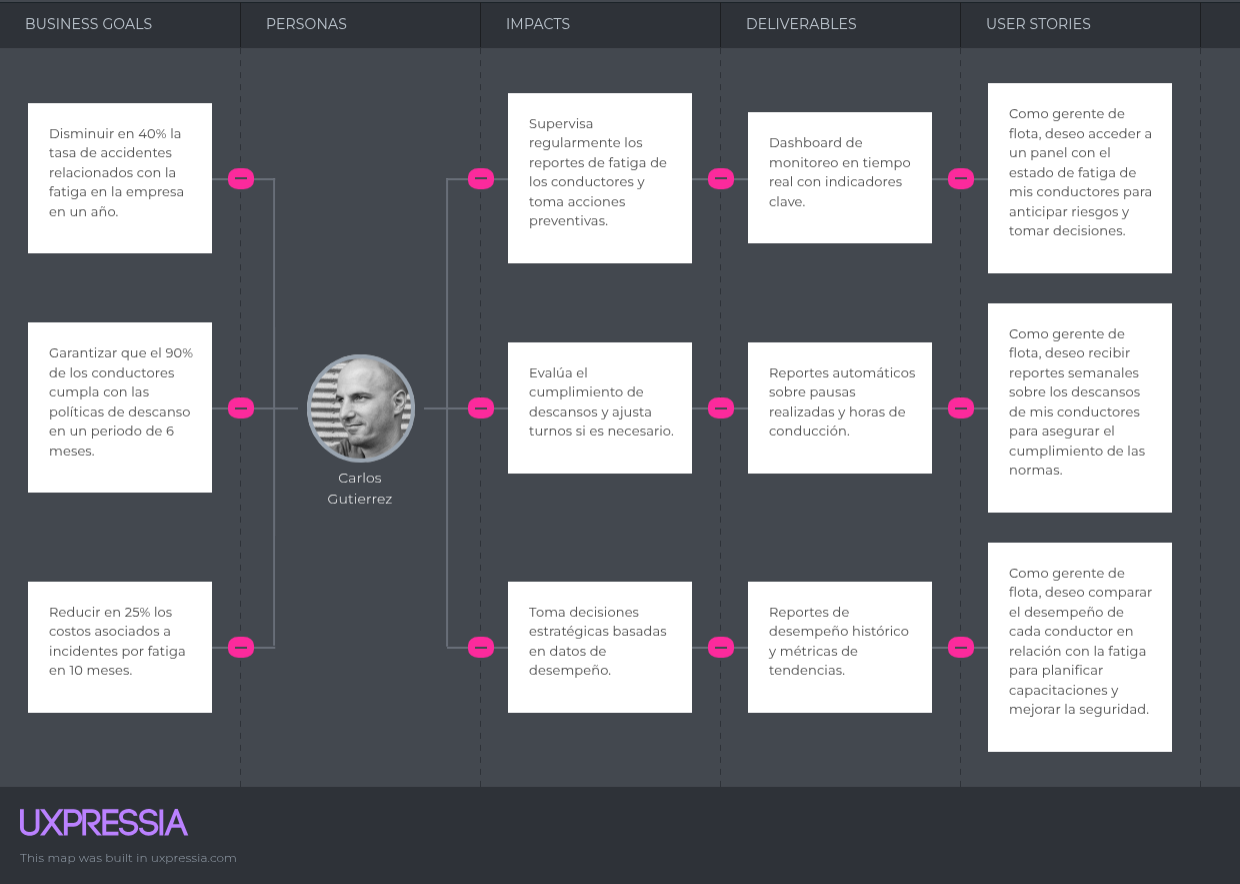 BUSINESS GOALS
PERSONAS
IMPACTS
DELIVERABLES
USER STORIES
Disminuir en 40% la
tasa de accidentes
relacionados con la
fatiga en la empresa
en un año.
Supervisa
regularmente los
reportes de fatiga de
los conductores y
toma acciones
preventivas.
Dashboard de
monitoreo en tiempo
real con indicadores
clave.
Como gerente de
flota, deseo acceder a
un panel con el
estado de fatiga de
mis conductores para
anticipar riesgos y
tomar decisiones.
Garantizar que el 90%
de los conductores
cumpla con las
políticas de descanso
en un periodo de 6
meses.
Carlos
Gutierrez
Evalúa el
cumplimiento de
descansos y ajusta
turnos si es necesario.
Reportes automáticos
sobre pausas
realizadas y horas de
conducción.
Como gerente de
flota, deseo recibir
reportes semanales
sobre los descansos
de mis conductores
para asegurar el
cumplimiento de las
normas.
Reducir en 25% los
costos asociados a
incidentes por fatiga
en 10 meses.
Toma decisiones
estratégicas basadas
en datos de
desempeño.
Reportes de
desempeño histórico
y métricas de
tendencias.
Como gerente de
flota, deseo comparar
el desempeño de
cada conductor en
relación con la fatiga
para planificar
capacitaciones y
mejorar la seguridad.
UXPRESSIA
This map was built in uxpressia.com